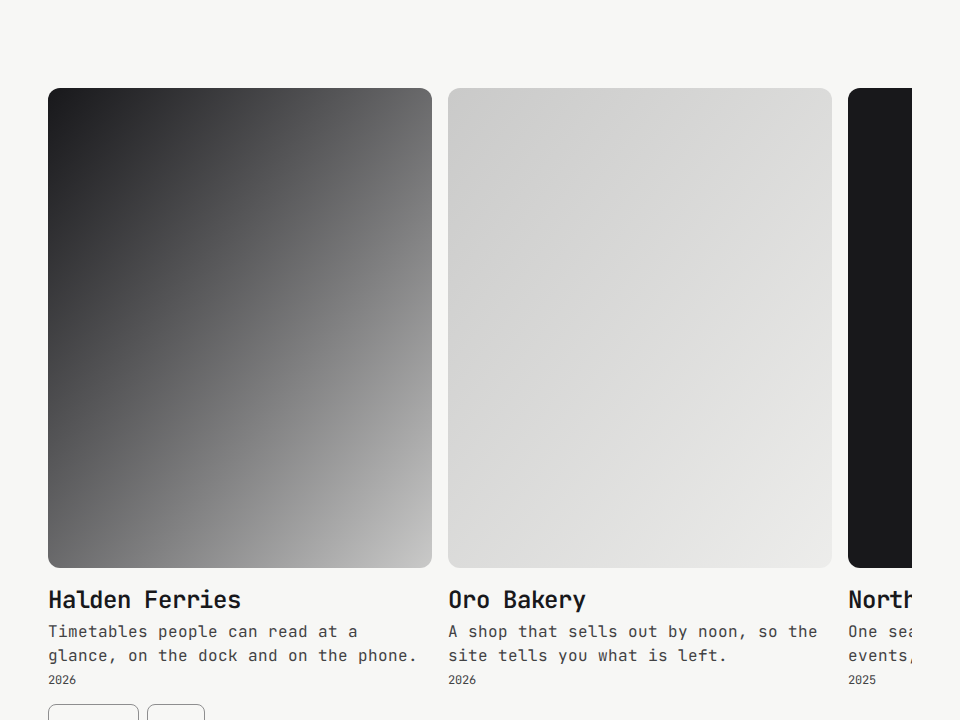 Halden Ferries
Timetables people can read at a
glance, on the dock and on the phone.
2026
Oro Bakery
A shop that sells out by noon, so the
site tells you what is left.
2026
North
One
events,
2025